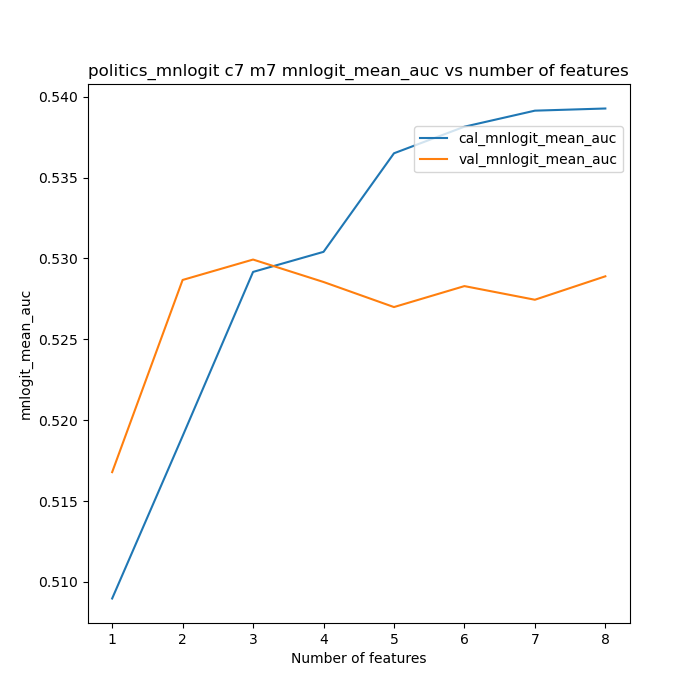 politics_mnlogit c7 m7 mnlogit_mean_auc vs number of features
0.540
0.535
0.530
0.525
0.520
0.515
0.510
mnlogit_mean_auc
cal_mnlogit_mean_auc
val_mnlogit_mean_auc
1 2 3 4 5 6 7 8
Number of features